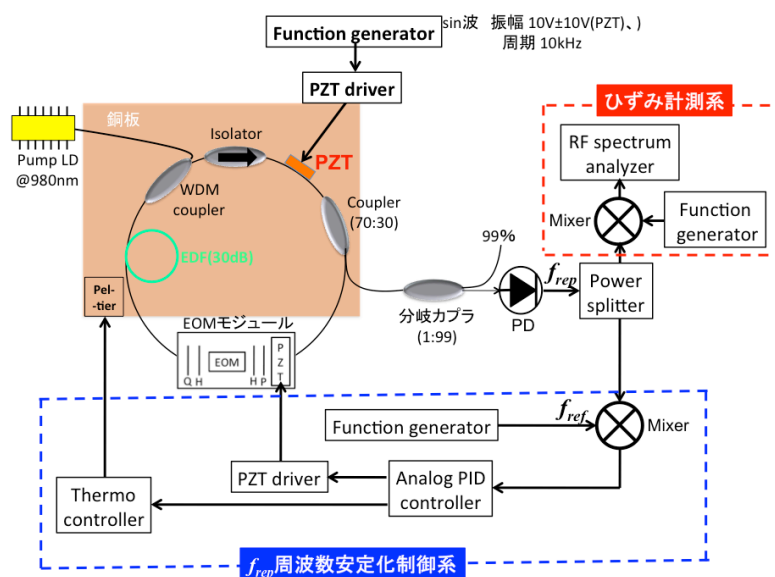 sin波 振幅 10V±10V(PZT)、)
周期 10kHz
Function generator
PZT driver
銅板
Pump LD
@980nm
Isolator
PZT
WDM
coupler
Coupler
(70:30)
EDF(30dB)
Pel-
-tier
EOMモジュール
Q H
EOM
H P
P
Z
T
99%
分岐カプラ
(1:99)
PD
frep
Power
splitter
ひずみ計測系
RF spectrum
analyzer
Mixer
Function
generator
Function generator
fref
Mixer
Thermo
controller
PZT driver
Analog PID
controller
frep周波数安定化制御系